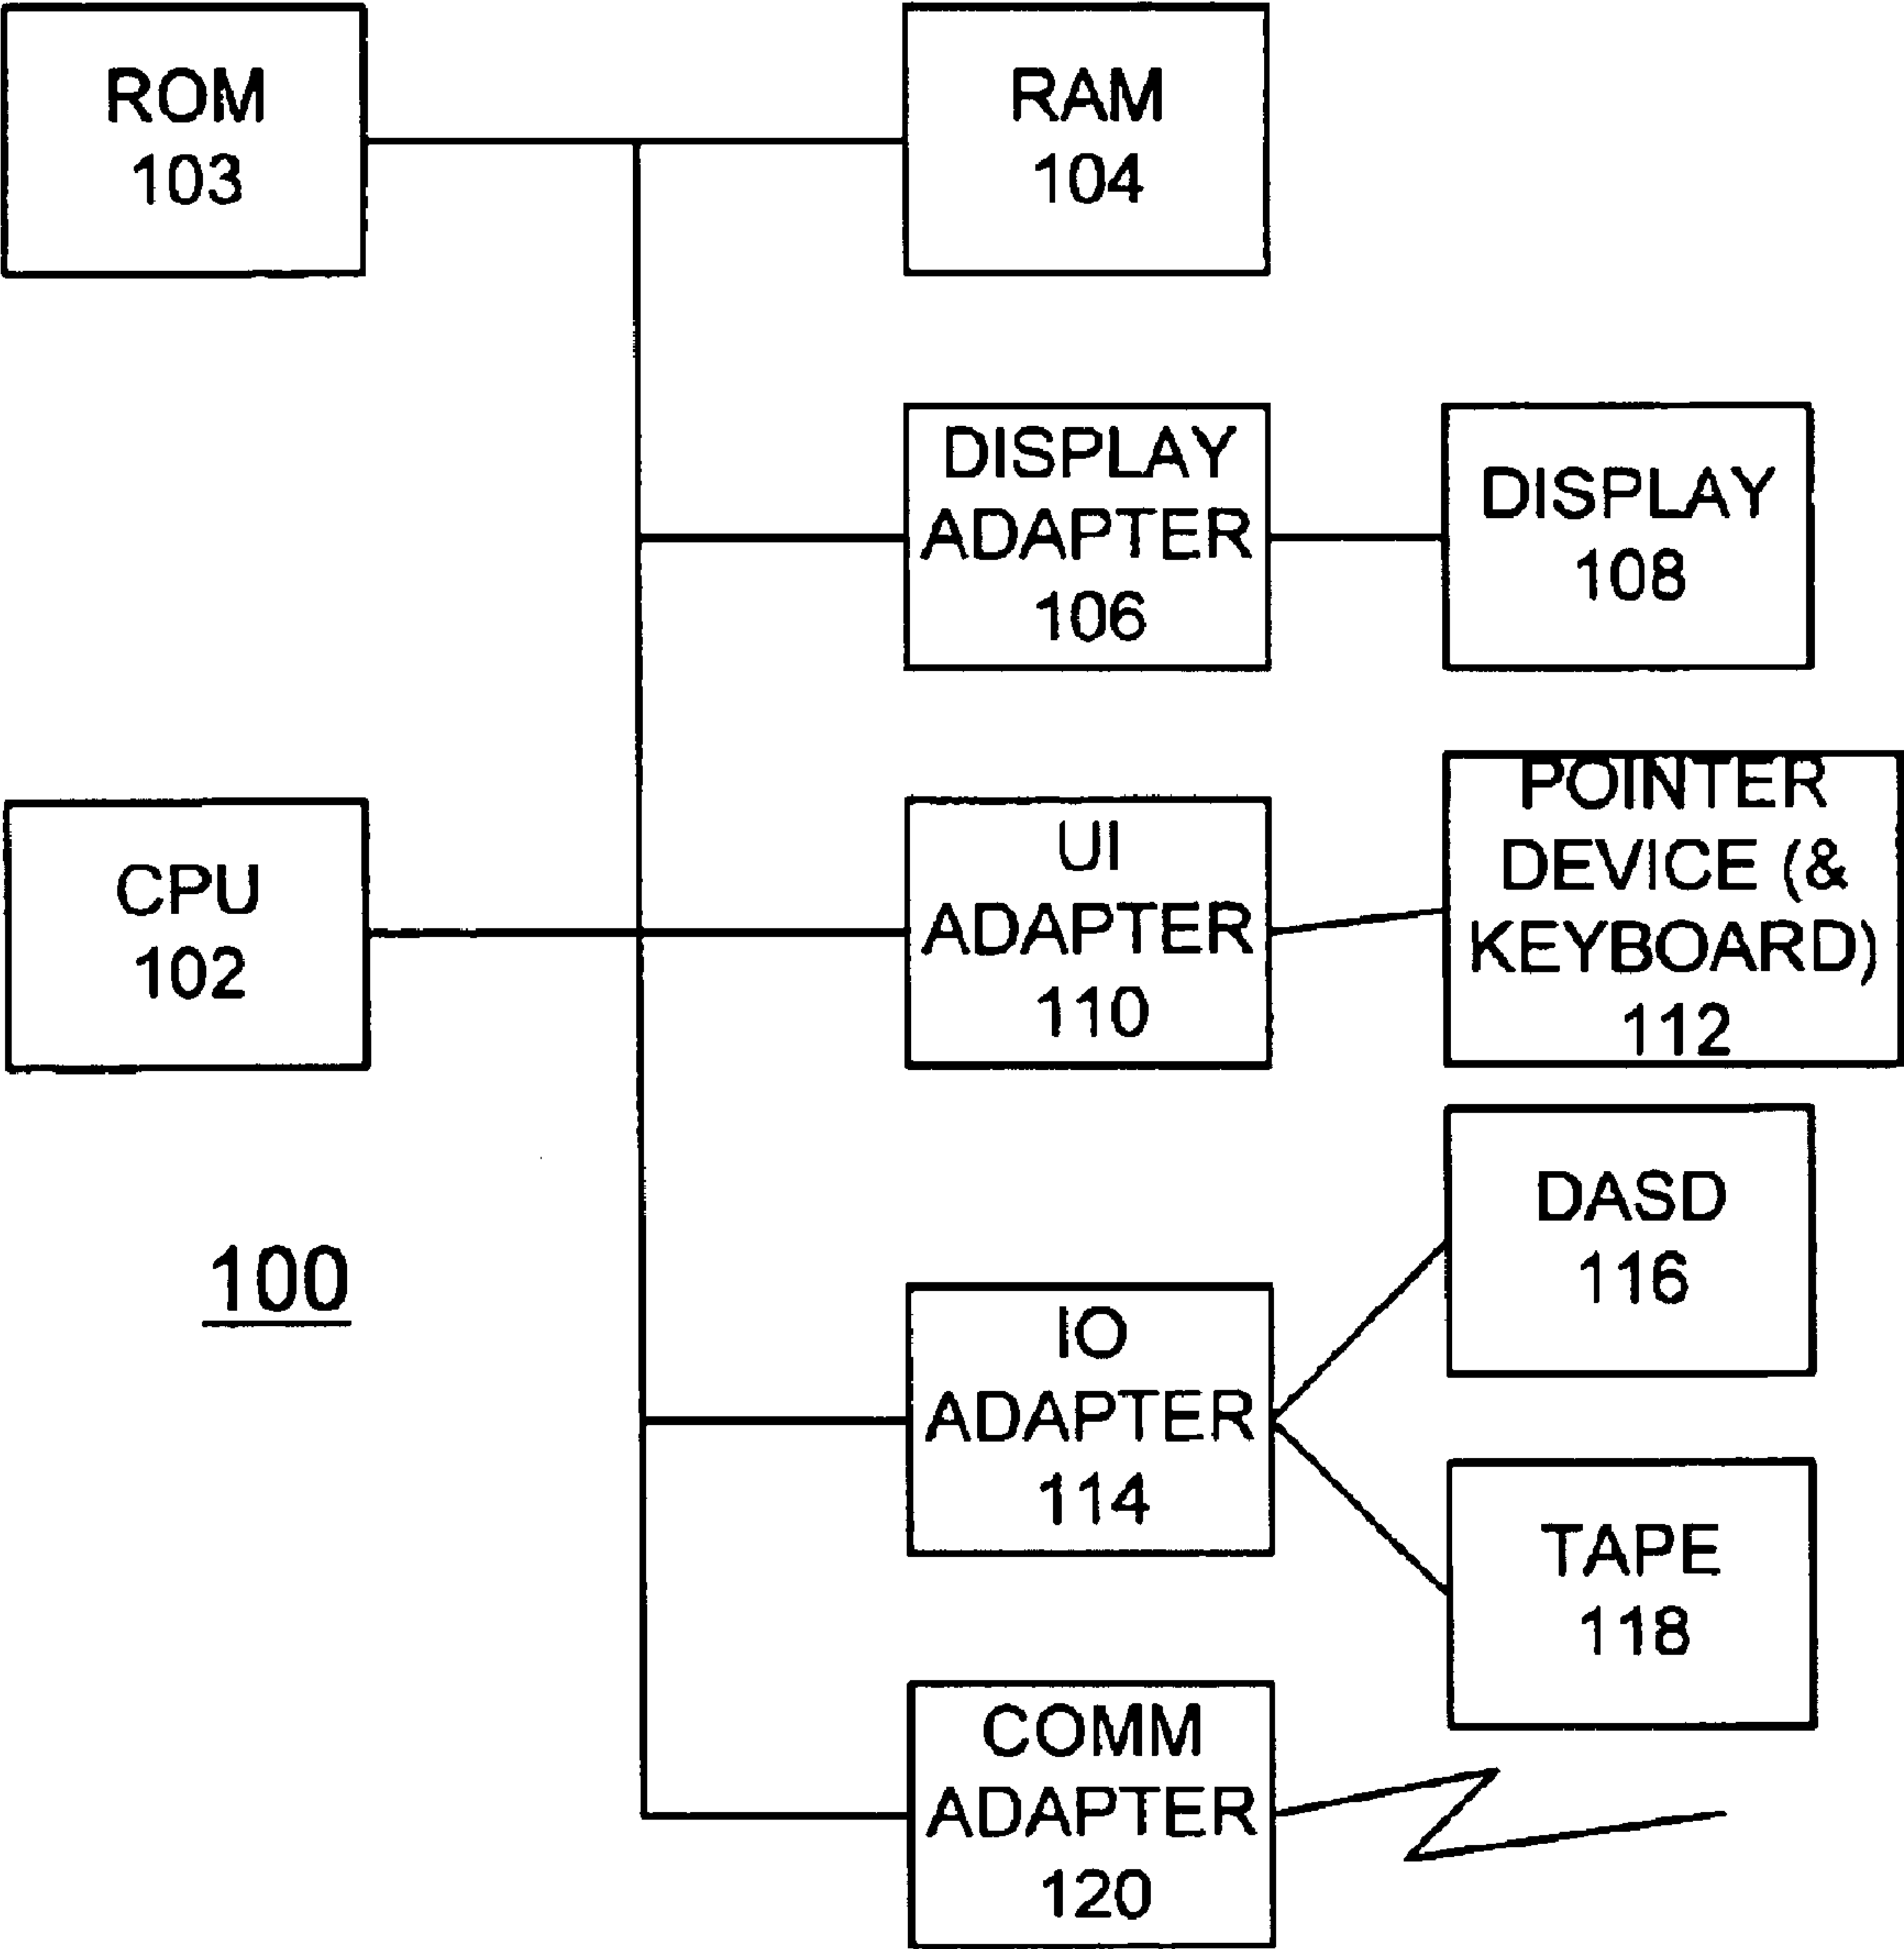 ROM
103
RAM
104
DISPLAY
ADAPTER
106
DISPLAY
108
CPU
102
UI
ADAPTER
110
POINTER
DEVICE (&
KEYBOARD)
112
100
IO
ADAPTER
114
DASD
116
TAPE
118
COMM
ADAPTER
120